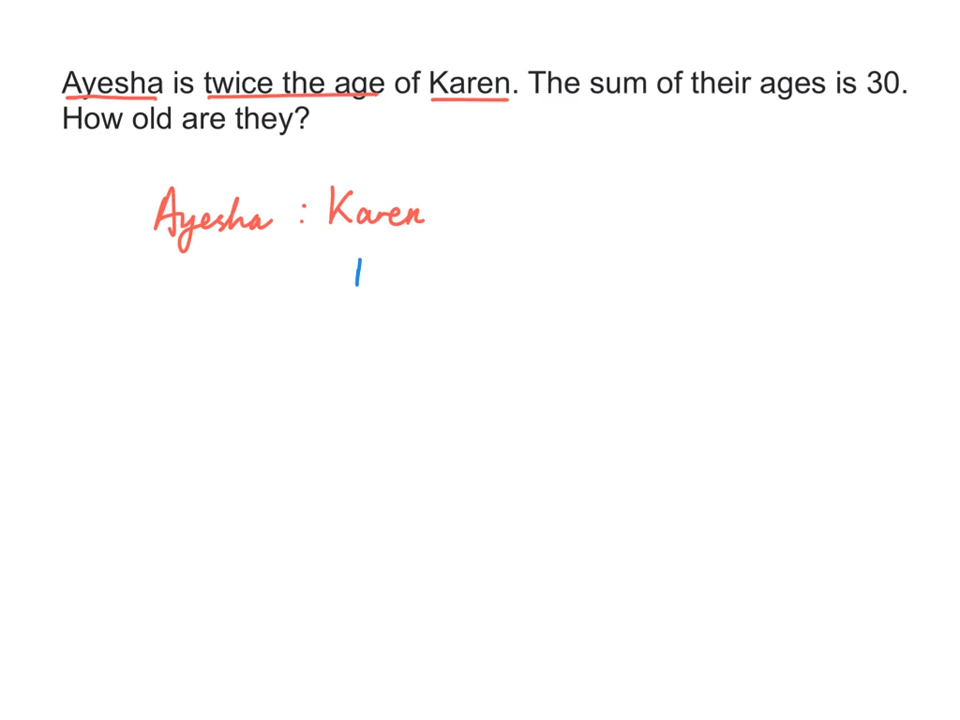 Ayesha is twice the age of Karen. The sum of their ages is 30.
How old are they?
Ayesha : Karen
1